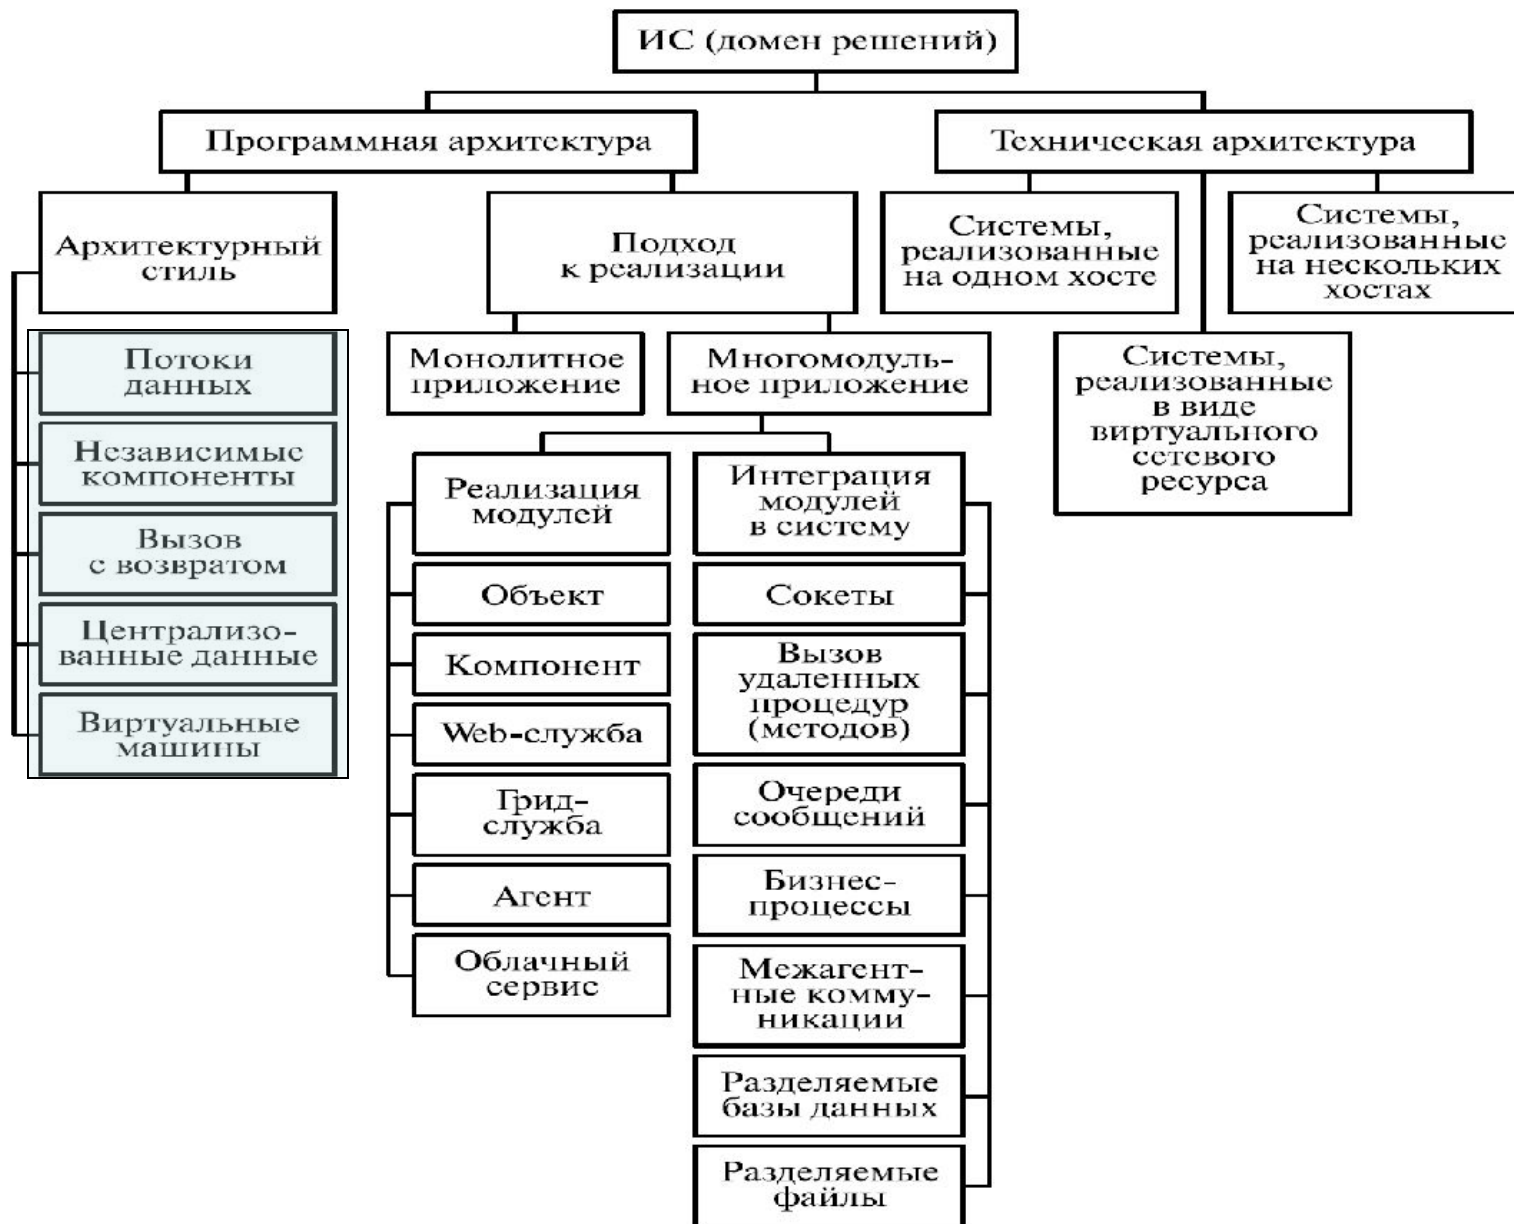 ИС (домен решений)
Программная архитектура
Техническая архитектура
Архитектурный
стиль
Подход
к реализации
Системы,
реализованные
на одном хосте
Системы,
реализованные
на нескольких
хостах
Потоки
данных
Независимые
компоненты
Вызов
с возвратом
Централизо-
ванные данные
Виртуальные
машины
Монолитное
приложение
Многомодуль-
ное приложение
Системы,
реализованные
в виде
виртуального
сетевого
ресурса
Реализация
модулей
Объект
Компонент
Web-служба
Грид-
служба
Агент
Облачный
сервис
Интеграция
модулей
в систему
Сокеты
Вызов
удаленных
процедур
(методов)
Очереди
сообщений
Бизнес-
процессы
Межагент-
ные комму-
никации
Разделяемые
базы данных
Разделяемые
файлы